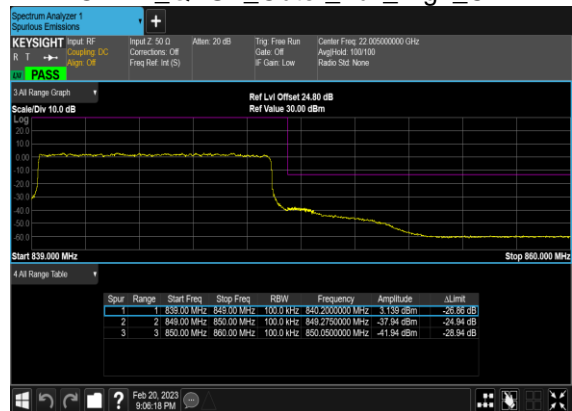 Spectrum Analyzer 1
Spurious Emissions
+
KEYSIGHT Input: RF Input Z: 50 Ω Atten: 20 dB Trig: Free Run Center Freq: 22.005000000 GHz
R T Coupling: DC Corrections: Off Gate: Off Avg|Hold: 100/100
Align: Off Freq Ref: Int (S) IF Gain: Low Radio Std: None
LXI PASS
3 All Range Graph
Ref Lvl Offset 24.80 dB
Scale/Div 10.0 dB Ref Value 30.00 dBm
Log
20.0
10.0
0.00
-10.0
-20.0
-30.0
-40.0
-50.0
-60.0
Start 839.000 MHz Stop 860.000 MHz
4 All Range Table
Spur Range Start Freq Stop Freq RBW Frequency Amplitude ΔLimit
1 1 839.00 MHz 849.00 MHz 100.0 kHz 840.2000000 MHz 3.139 dBm -26.86 dB
2 2 849.00 MHz 850.00 MHz 100.0 kHz 849.2750000 MHz -37.94 dBm -24.94 dB
3 3 850.00 MHz 860.00 MHz 100.0 kHz 850.0500000 MHz -41.94 dBm -28.94 dB
? Feb 20, 2023
9:06:18 PM